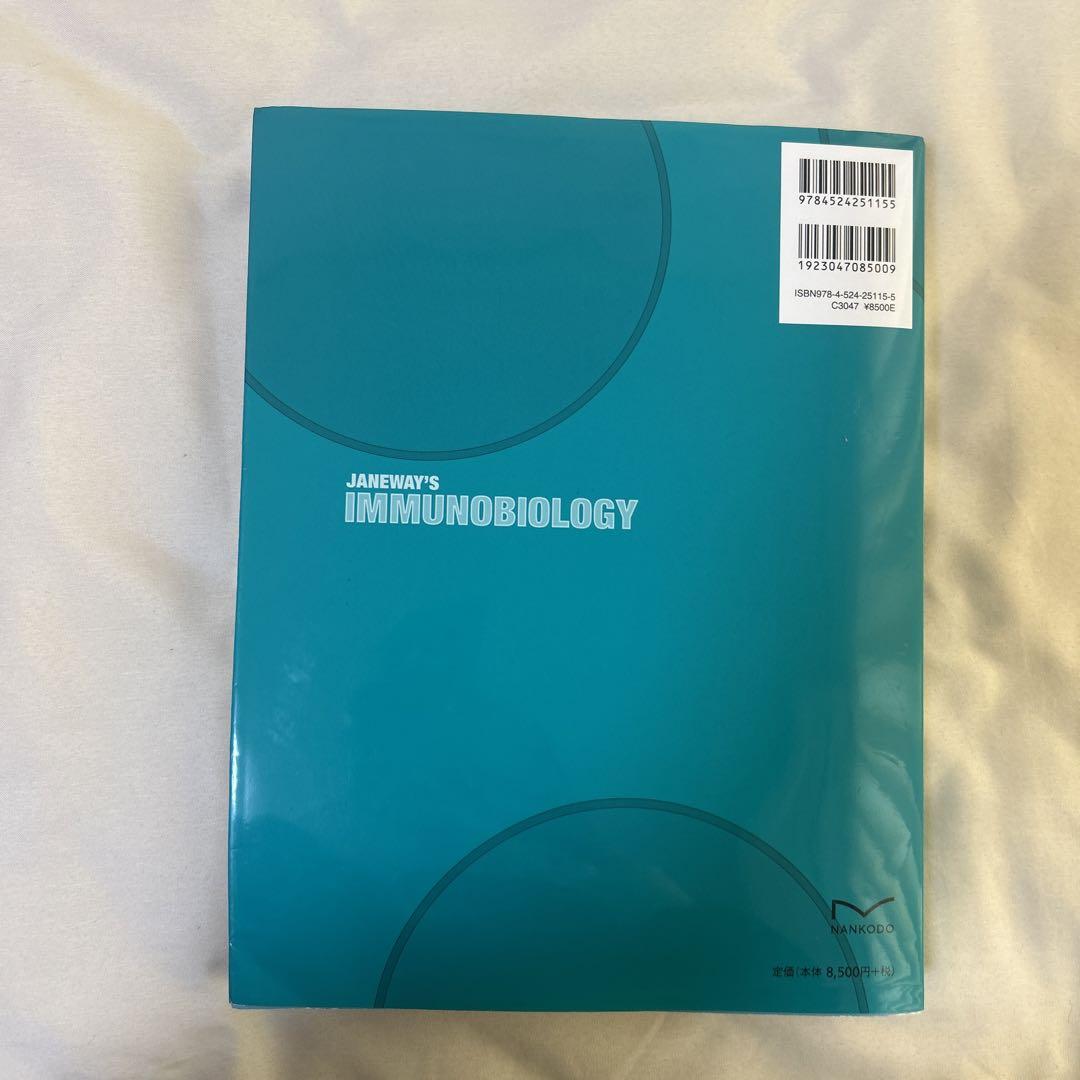 9784524251155
1923047085009
ISBN978-4-524-25115-5
C3047 ¥8500E
JANEWAY'S
IMMUNOBIOLOGY
NANKODO
定価(本体 8,500円+税)